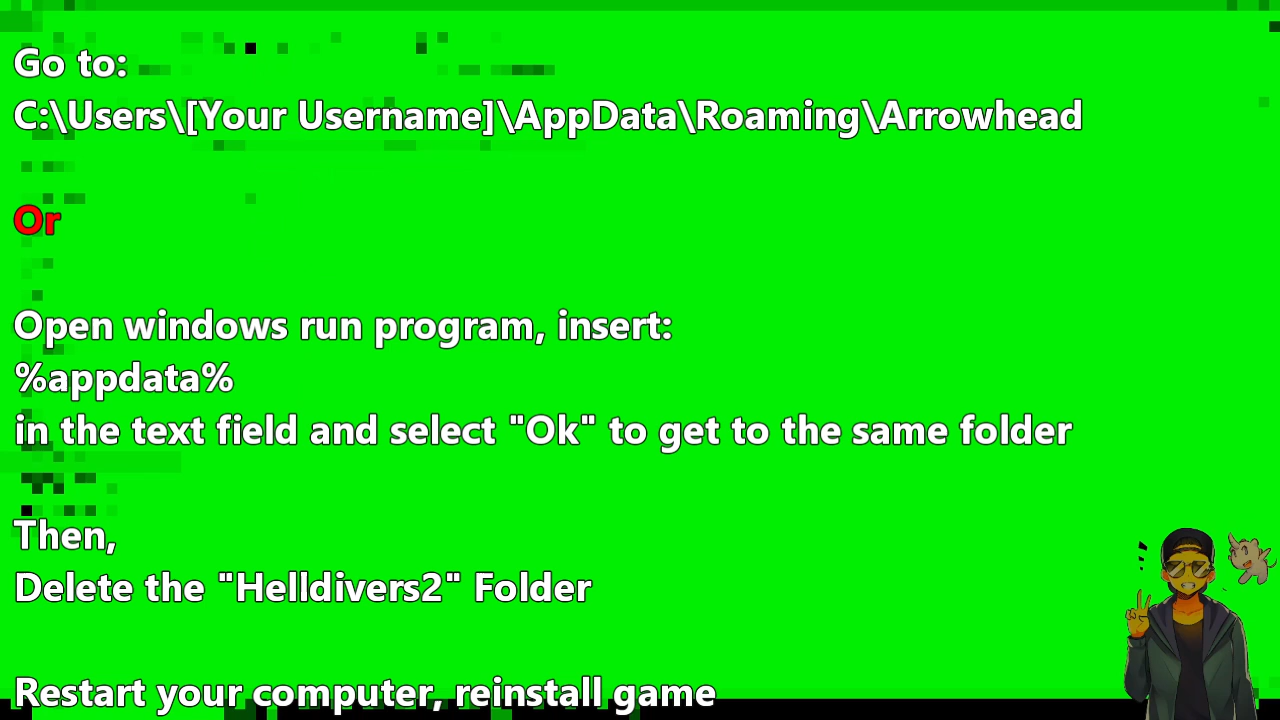 Go to:
C:\Users\[Your Username]\AppData\Roaming\Arrowhead
Or
Open windows run program, insert:
%appdata%
in the text field and select "Ok" to get to the same folder
Then,
Delete the "Helldivers2" Folder
Restart your computer, reinstall game